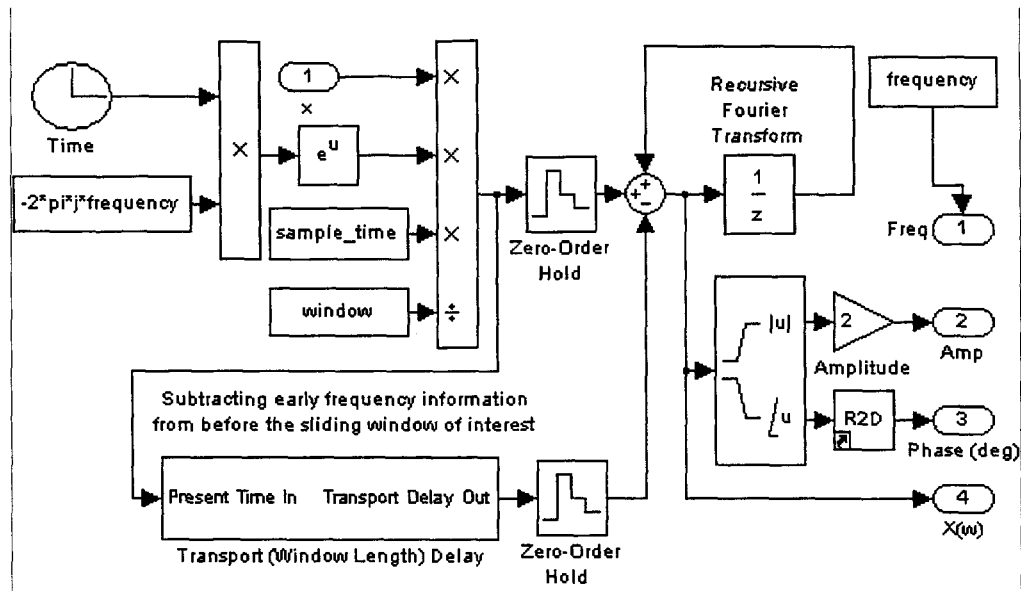 Time
-2*pi*j*frequency
×
1
×
e^u
sample_time
window
×
×
×
÷
Zero-Order
Hold
+
+
−
Recursive
Fourier
Transform
1
z
frequency
Freq
1
|u|
∠u
2
Amplitude
2
Amp
R2D
3
Phase (deg)
4
X(w)
Subtracting early frequency information
from before the sliding window of interest
Present Time In Transport Delay Out
Transport (Window Length) Delay
Zero-Order
Hold